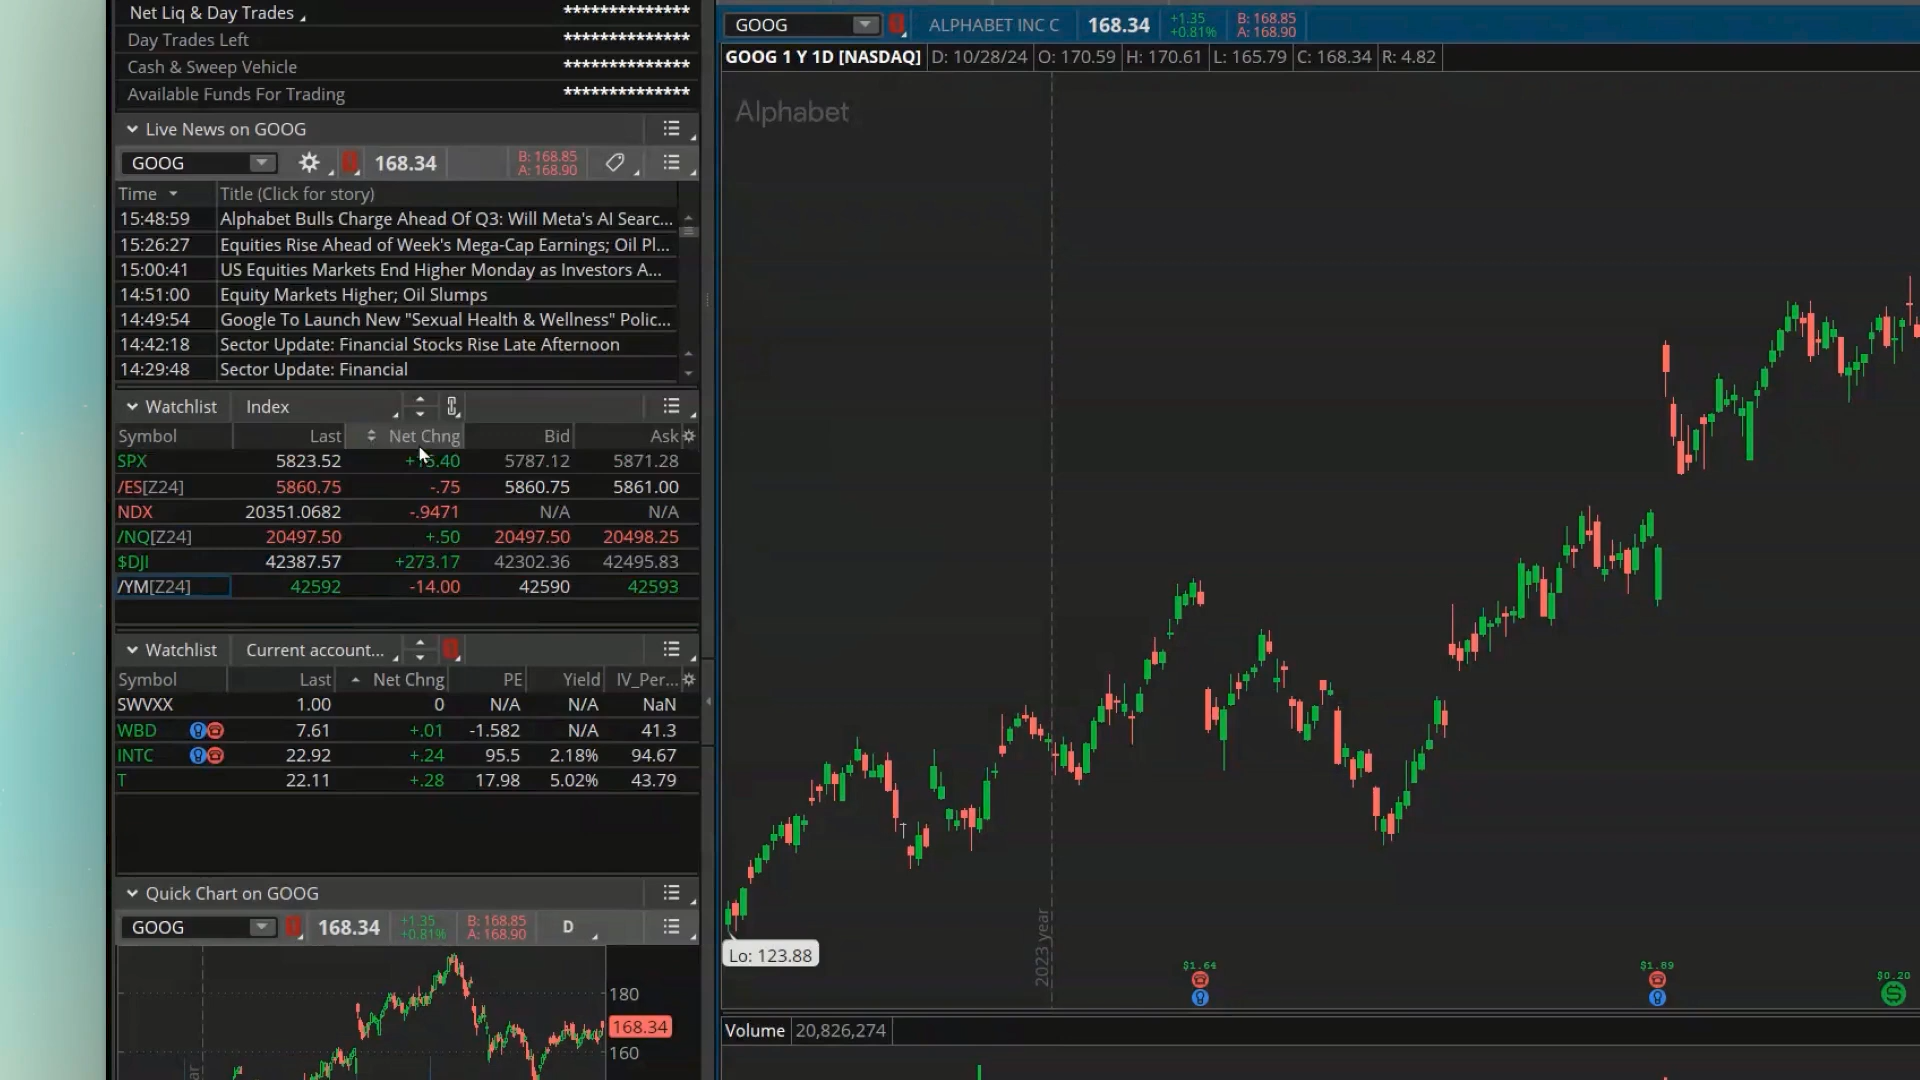 Net Liq & Day Trades **************
Day Trades Left **************
Cash & Sweep Vehicle **************
Available Funds For Trading **************
Live News on GOOG
GOOG 168.34 B: 168.85 A: 168.90
Time Title (Click for story)
15:48:59 Alphabet Bulls Charge Ahead Of Q3: Will Meta's AI Searc...
15:26:27 Equities Rise Ahead of Week's Mega-Cap Earnings; Oil Pl...
15:00:41 US Equities Markets End Higher Monday as Investors A...
14:51:00 Equity Markets Higher; Oil Slumps
14:49:54 Google To Launch New "Sexual Health & Wellness" Polic...
14:42:18 Sector Update: Financial Stocks Rise Late Afternoon
14:29:48 Sector Update: Financial
Watchlist Index
Symbol Last Net Chng Bid Ask
SPX 5823.52 5787.12 5871.28
/ES[Z24] 5860.75 -.75 5860.75 5861.00
NDX 20351.0682 -.9471 N/A N/A
/NQ[Z24] 20497.50 +.50 20497.50 20498.25
$DJI 42387.57 +273.17 42302.36 42495.83
/YM[Z24] 42592 -14.00 42590 42593
Watchlist Current account...
Symbol Last Net Chng PE Yield IV_Per...
SWVXX 1.00 0 N/A N/A NaN
WBD 7.61 +.01 -1.582 N/A 41.3
INTC 22.92 +.24 95.5 2.18% 94.67
T 22.11 +.28 17.98 5.02% 43.79
Quick Chart on GOOG
GOOG 168.34 +1.35 +0.81% B: 168.85 A: 168.90 D
180
168.34
160
GOOG ALPHABET INC C 168.34 +1.35 +0.81% B: 168.85 A: 168.90
GOOG 1 Y 1D [NASDAQ] D: 10/28/24 O: 170.59 H: 170.61 L: 165.79 C: 168.34 R: 4.82
Alphabet
Lo: 123.88
2023 year
$1.64
$1.89
$0.20
Volume 20,826,274